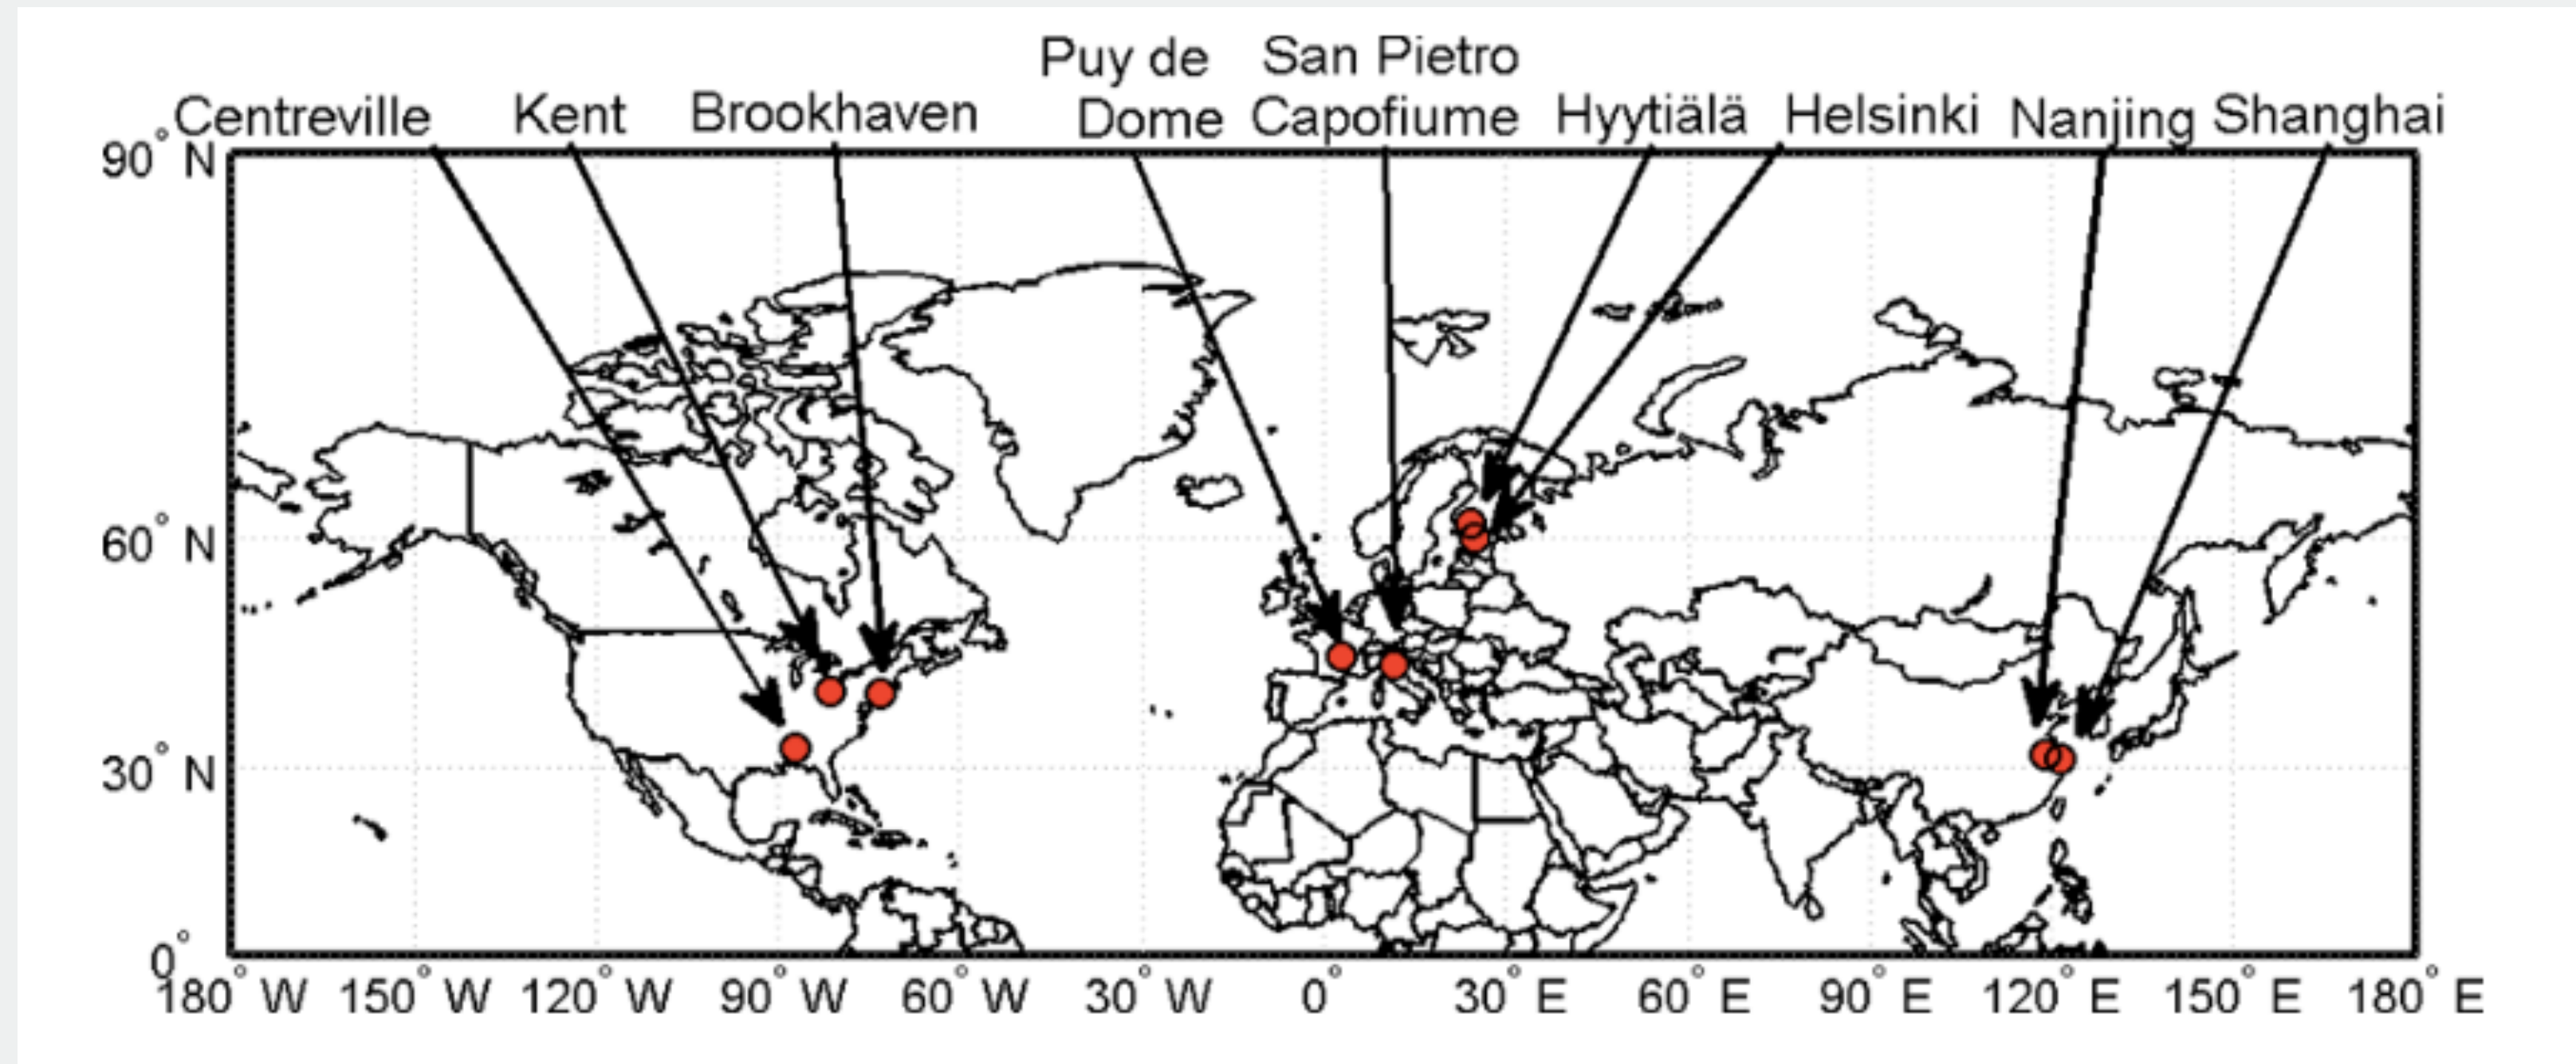 Puy de San Pietro
Centreville Kent Brookhaven Dome Capofiume Hyytiälä Helsinki Nanjing Shanghai
90° N
60° N
30° N
0°
180° W 150° W 120° W 90° W 60° W 30° W 0° 30° E 60° E 90° E 120° E 150° E 180° E